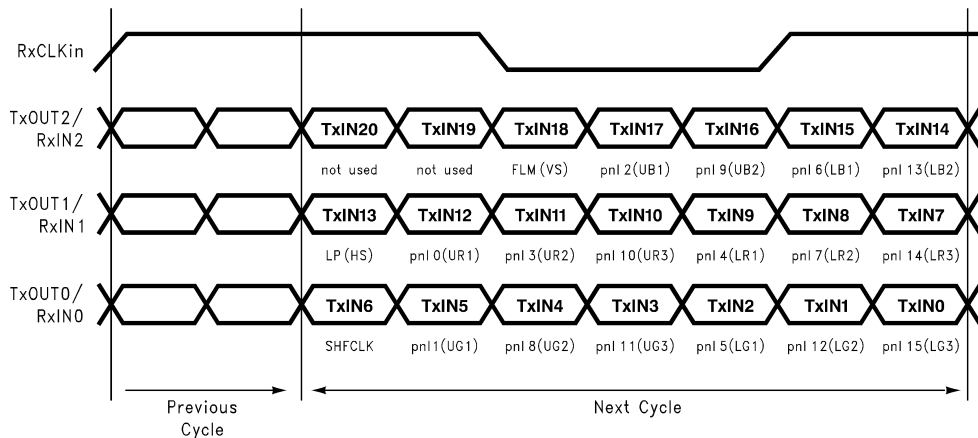 RxCLKin
TxOUT2/
RxIN2
TxIN20 TxIN19 TxIN18 TxIN17 TxIN16 TxIN15 TxIN14
not used not used FLM(VS) pnl 2(UB1) pnl 9(UB2) pnl 6(LB1) pnl 13(LB2)
TxOUT1/
RxIN1
TxIN13 TxIN12 TxIN11 TxIN10 TxIN9 TxIN8 TxIN7
LP(HS) pnl 0(UR1) pnl 3(UR2) pnl 10(UR3) pnl 4(LR1) pnl 7(LR2) pnl 14(LR3)
TxOUT0/
RxIN0
TxIN6 TxIN5 TxIN4 TxIN3 TxIN2 TxIN1 TxIN0
SHFCLK pnl 1(UG1) pnl 8(UG2) pnl 11(UG3) pnl 5(LG1) pnl 12(LG2) pnl 15(LG3)
Previous
Cycle
Next Cycle